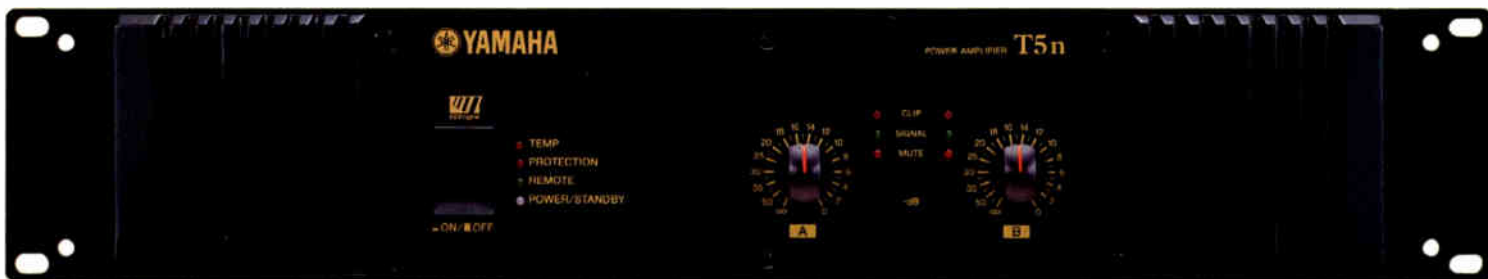 YAMAHA
POWER AMPLIFIER T5n
TEMP
PROTECTION
REMOTE
POWER/STANDBY
ON/OFF
CLIP
SIGNAL
MUTE
-dB
A
B